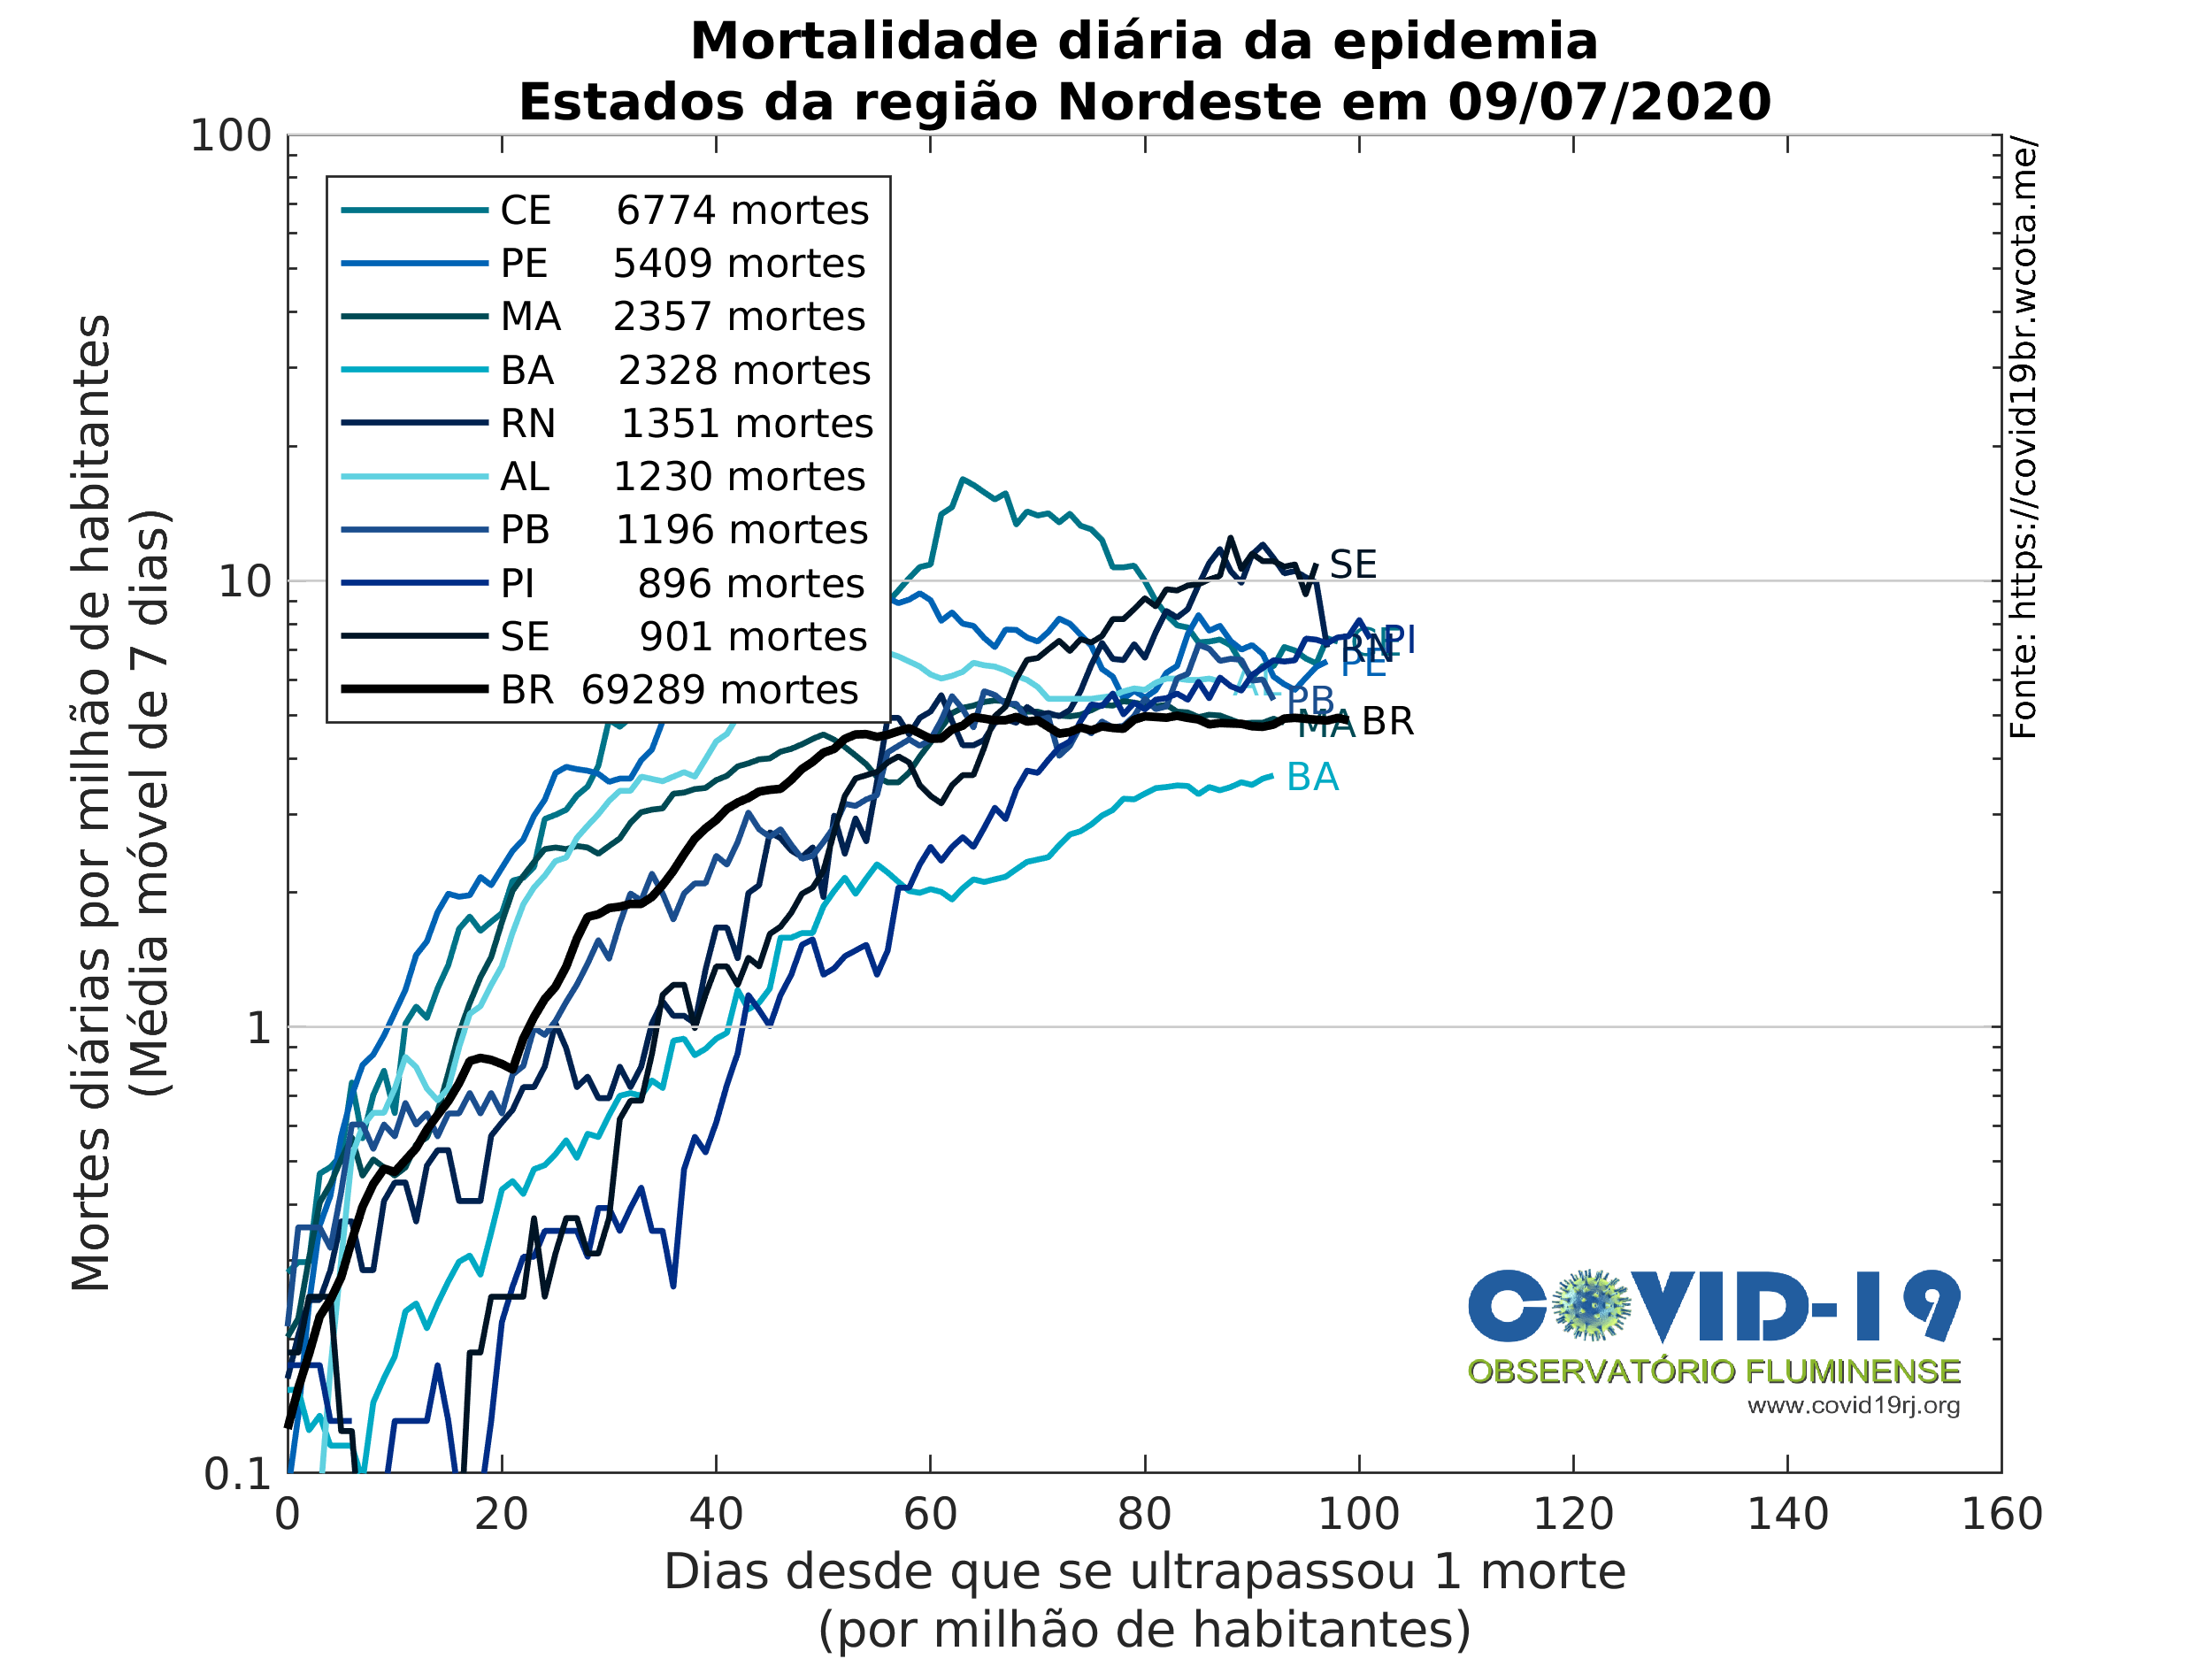 Mortalidade diária da epidemia
Estados da região Nordeste em 09/07/2020
Mortes diárias por milhão de habitantes
(Média móvel de 7 dias)
100
10
1
0.1
CE 6774 mortes
PE 5409 mortes
MA 2357 mortes
BA 2328 mortes
RN 1351 mortes
AL 1230 mortes
PB 1196 mortes
PI 896 mortes
SE 901 mortes
BR 69289 mortes
SE
CE
PI
RN
PE
AL
PB
MA
BR
BA
Fonte: https://covid19br.wcota.me/
COVID-19
OBSERVATÓRIO FLUMINENSE
www.covid19rj.org
0 20 40 60 80 100 120 140 160
Dias desde que se ultrapassou 1 morte
(por milhão de habitantes)